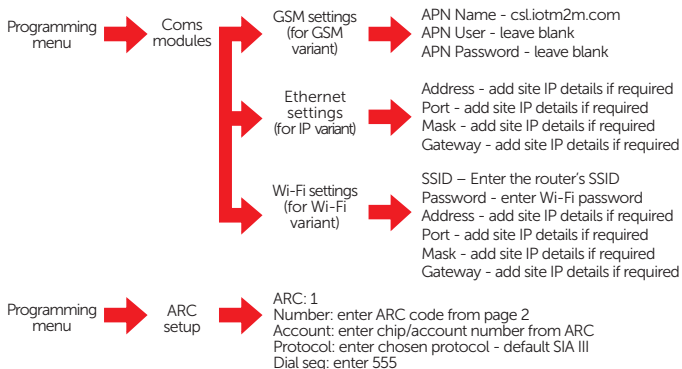 Programming
menu
Coms
modules
GSM settings
(for GSM
variant)
APN Name - csl.iotm2m.com
APN User - leave blank
APN Password - leave blank
Ethernet
settings
(for IP variant)
Address - add site IP details if required
Port - add site IP details if required
Mask - add site IP details if required
Gateway - add site IP details if required
Wi-Fi settings
(for Wi-Fi
variant)
SSID – Enter the router's SSID
Password - enter Wi-Fi password
Address - add site IP details if required
Port - add site IP details if required
Mask - add site IP details if required
Gateway - add site IP details if required
Programming
menu
ARC
setup
ARC: 1
Number: enter ARC code from page 2
Account: enter chip/account number from ARC
Protocol: enter chosen protocol - default SIA III
Dial seq: enter 555